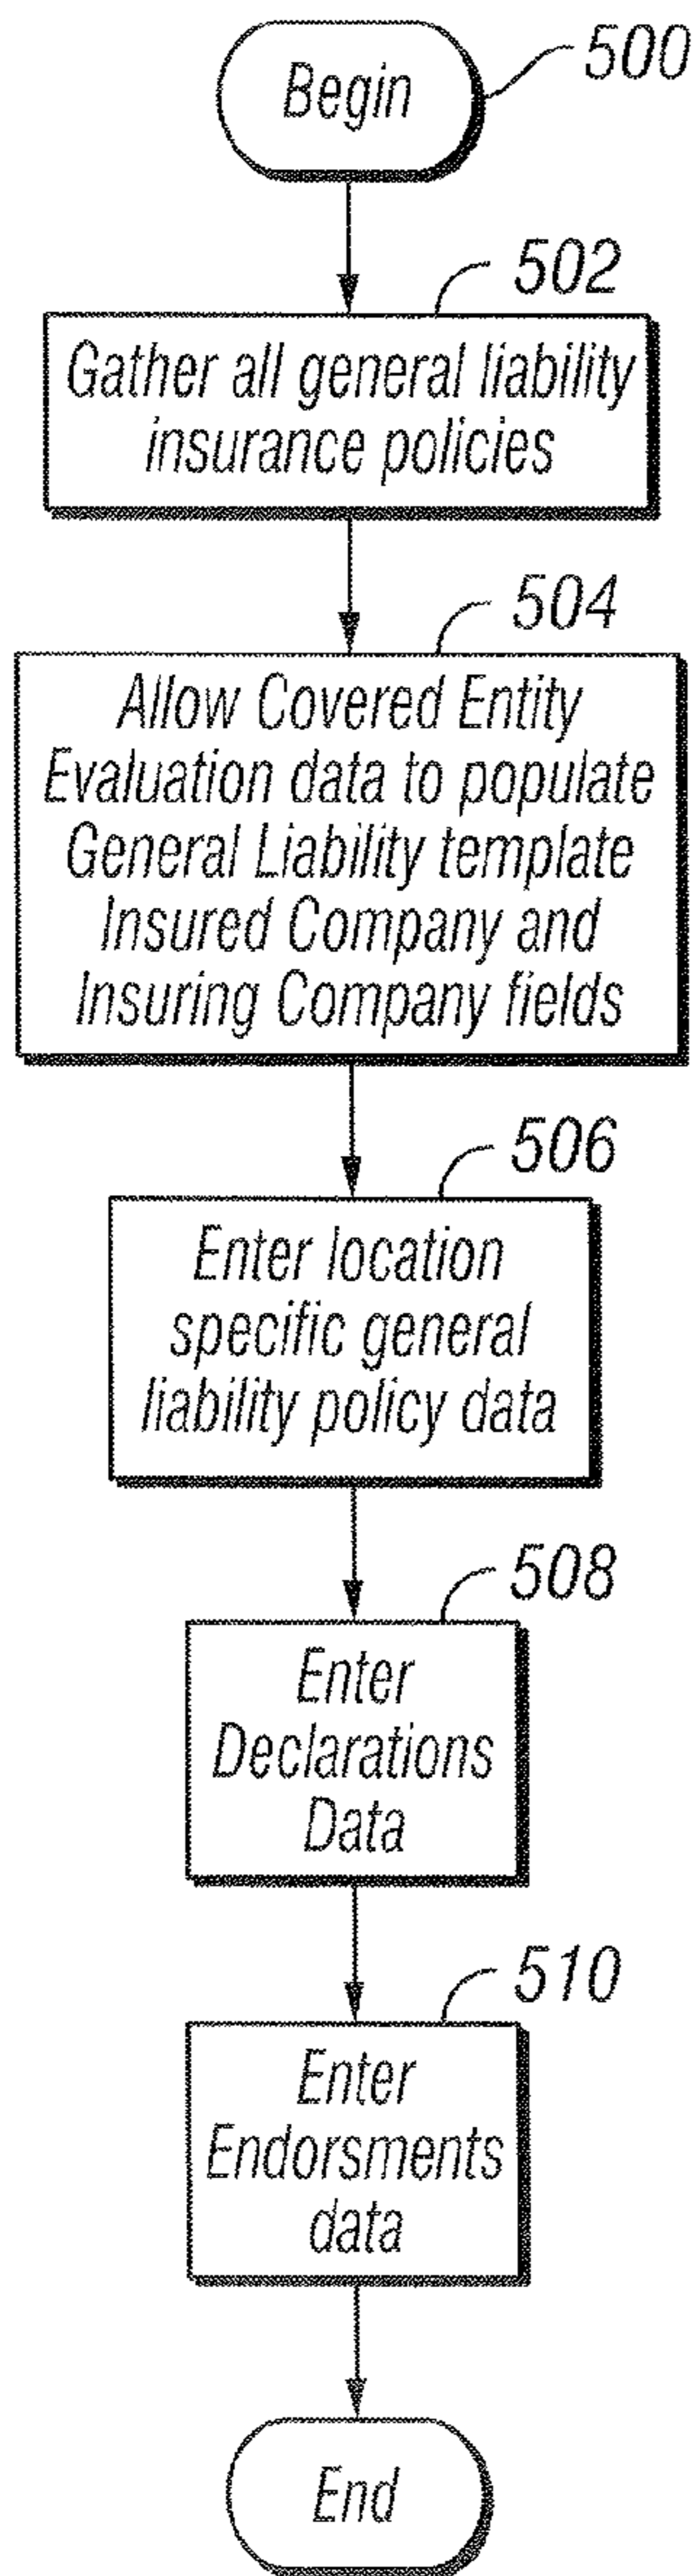 Begin
500
502
Gather all general liability
insurance policies
504
Allow Covered Entity
Evaluation data to populate
General Liability template
Insured Company and
Insuring Company fields
506
Enter location
specific general
liability policy data
508
Enter
Declarations
Data
510
Enter
Endorsments
data
End